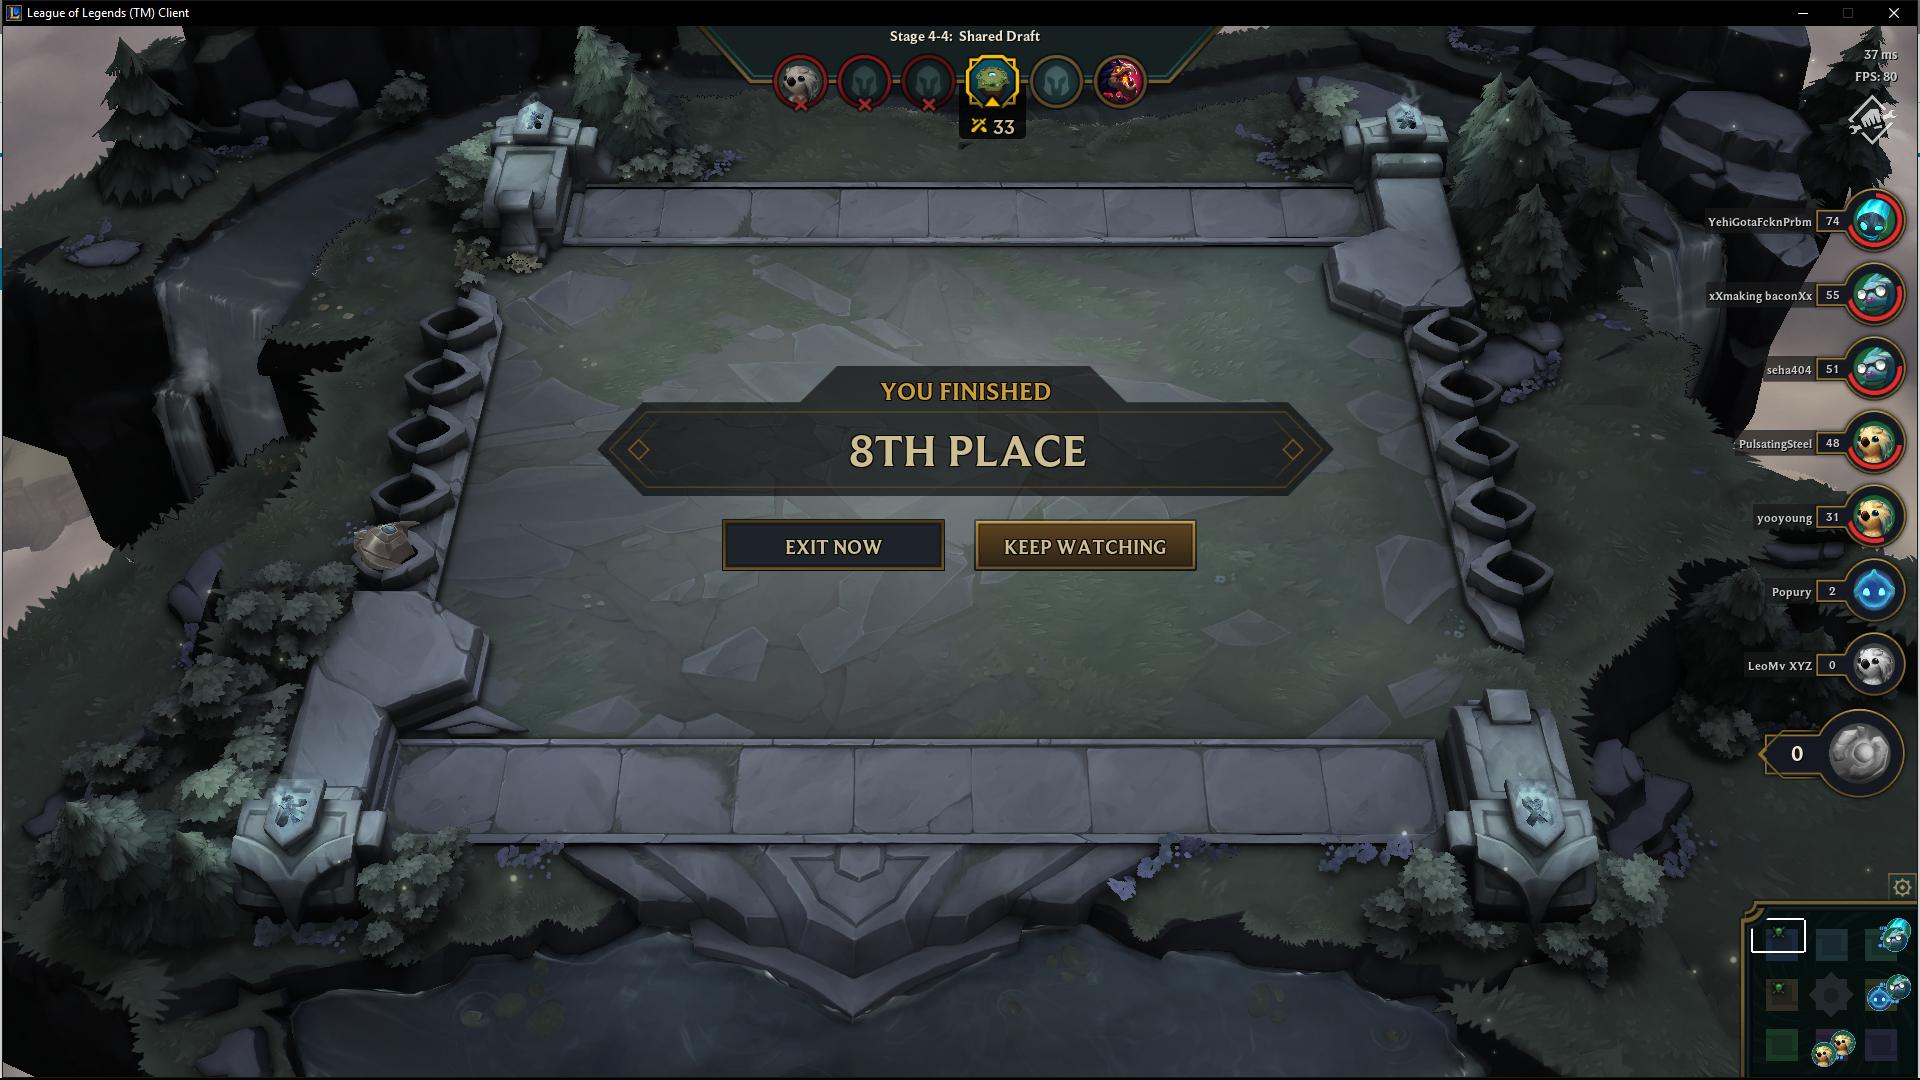 League of Legends (TM) Client
Stage 4-4: Shared Draft
33
37 ms
FPS: 80
YehiGotaFcknPrbm 74
xXmaking baconXx 55
seha404 51
PulsatingSteel 48
yooyoung 31
Popury 2
LeoMv XYZ 0
0
YOU FINISHED
8TH PLACE
EXIT NOW
KEEP WATCHING